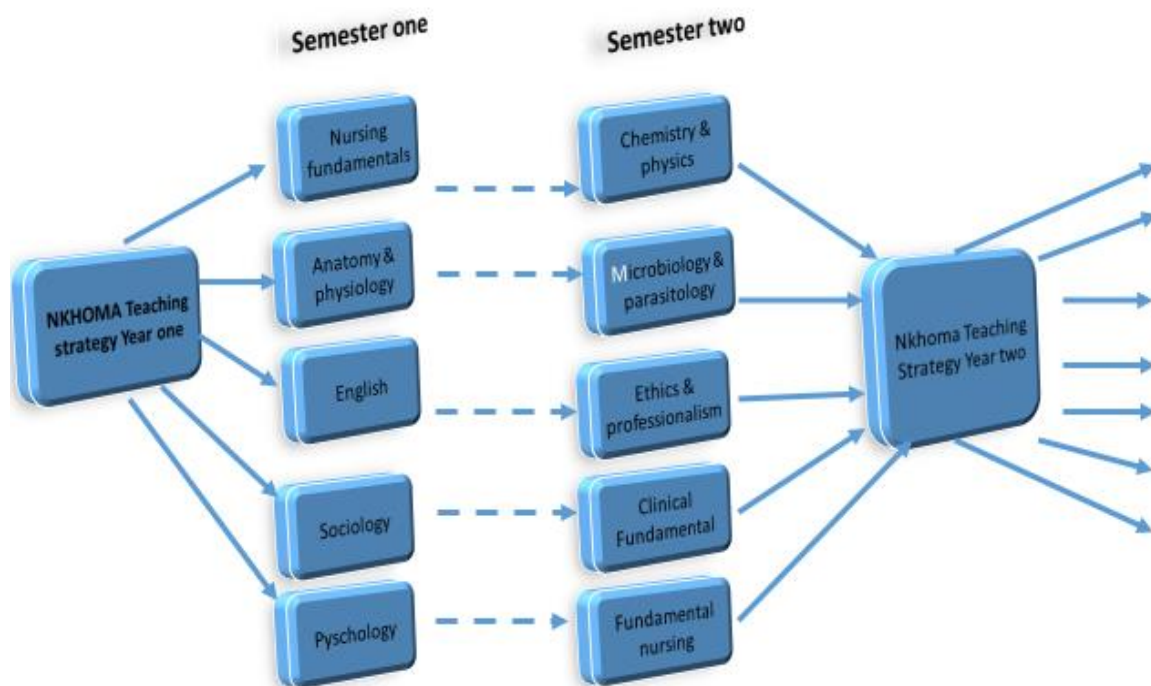 Semester one
Semester two
Nursing
fundamentals
Chemistry &
physics
Anatomy &
physiology
Microbiology &
parasitology
NKHOMA Teaching
strategy Year one
Nkhoma Teaching
Strategy Year two
English
Ethics &
professionalism
Sociology
Clinical
Fundamental
Pyschology
Fundamental
nursing